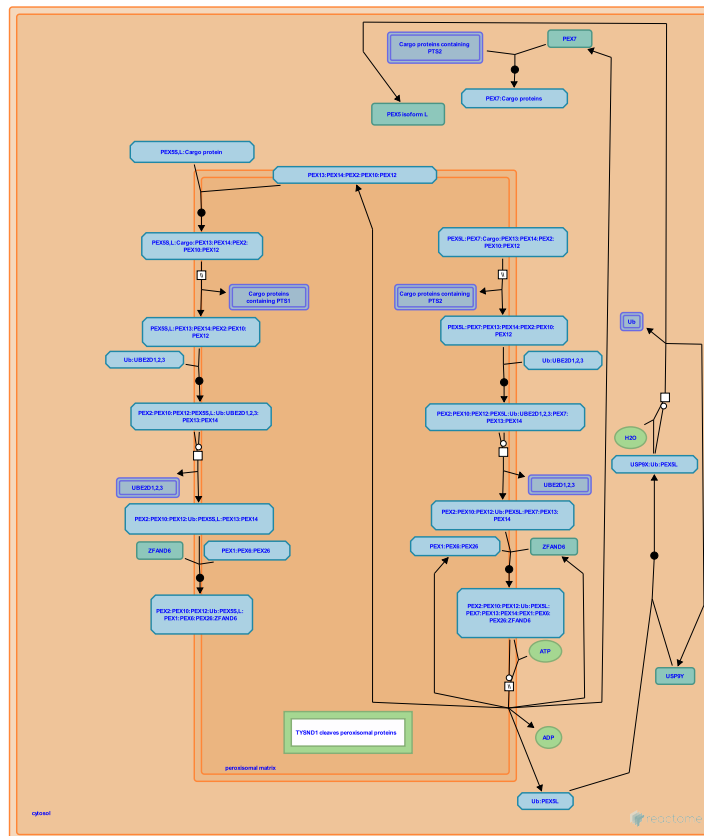 Cargo proteins containing
PTS2
PEX7
PEX7:Cargo proteins
PEX5 isoform L
PEX5S,L:Cargo protein
PEX13:PEX14:PEX2:PEX10:PEX12
PEX5S,L:Cargo:PEX13:PEX14:PEX2:
PEX10:PEX12
PEX5L:PEX7:Cargo:PEX13:PEX14:PEX2:
PEX10:PEX12
Cargo proteins
containing PTS1
Cargo proteins containing
PTS2
PEX5S,L:PEX13:PEX14:PEX2:PEX10:
PEX12
PEX5L:PEX7:PEX13:PEX14:PEX2:PEX10:
PEX12
Ub
Ub:UBE2D1,2,3
Ub:UBE2D1,2,3
PEX2:PEX10:PEX12:PEX5S,L:Ub:UBE2D1,2,3:
PEX13:PEX14
PEX2:PEX10:PEX12:PEX5L:Ub:UBE2D1,2,3:PEX7:
PEX13:PEX14
H2O
USP9X:Ub:PEX5L
UBE2D1,2,3
UBE2D1,2,3
PEX2:PEX10:PEX12:Ub:PEX5S,L:PEX13:PEX14
PEX2:PEX10:PEX12:Ub:PEX5L:PEX7:PEX13:
PEX14
ZFAND6
PEX1:PEX6:PEX26
PEX1:PEX6:PEX26
ZFAND6
PEX2:PEX10:PEX12:Ub:PEX5S,L:
PEX1:PEX6:PEX26:ZFAND6
PEX2:PEX10:PEX12:Ub:PEX5L:
PEX7:PEX13:PEX14:PEX1:PEX6:
PEX26:ZFAND6
ATP
USP9Y
TYSND1 cleaves peroxisomal proteins
ADP
peroxisomal matrix
Ub:PEX5L
cytosol
reactome